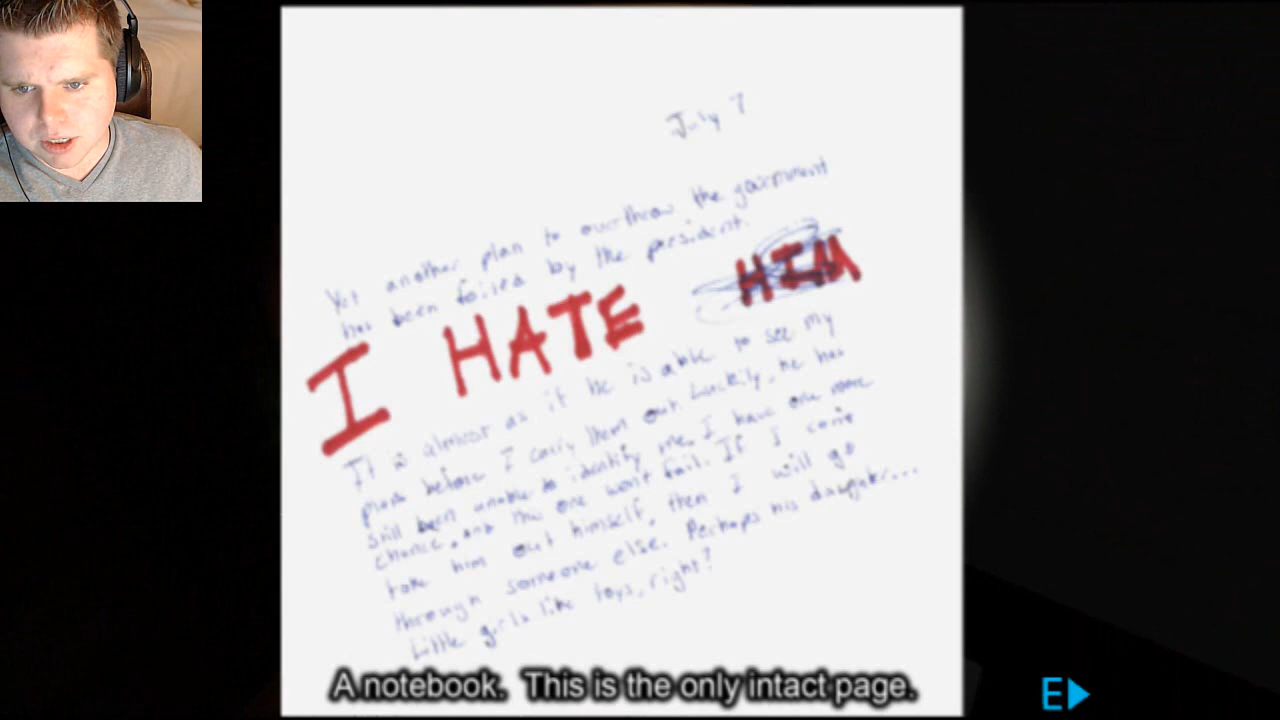 July 7
Yet another plan to overthrow the government
has been foiled by the president.
I HATE HIM
It is almost as if he is able to see my
plans before I carry them out. Luckily, he has
still been unable to identify me. I have one more
chance, and this one won't fail. If I can't
take him out himself, then I will go
through someone else. Perhaps his daughter...
Little girls like toys, right?
A notebook. This is the only intact page.
E